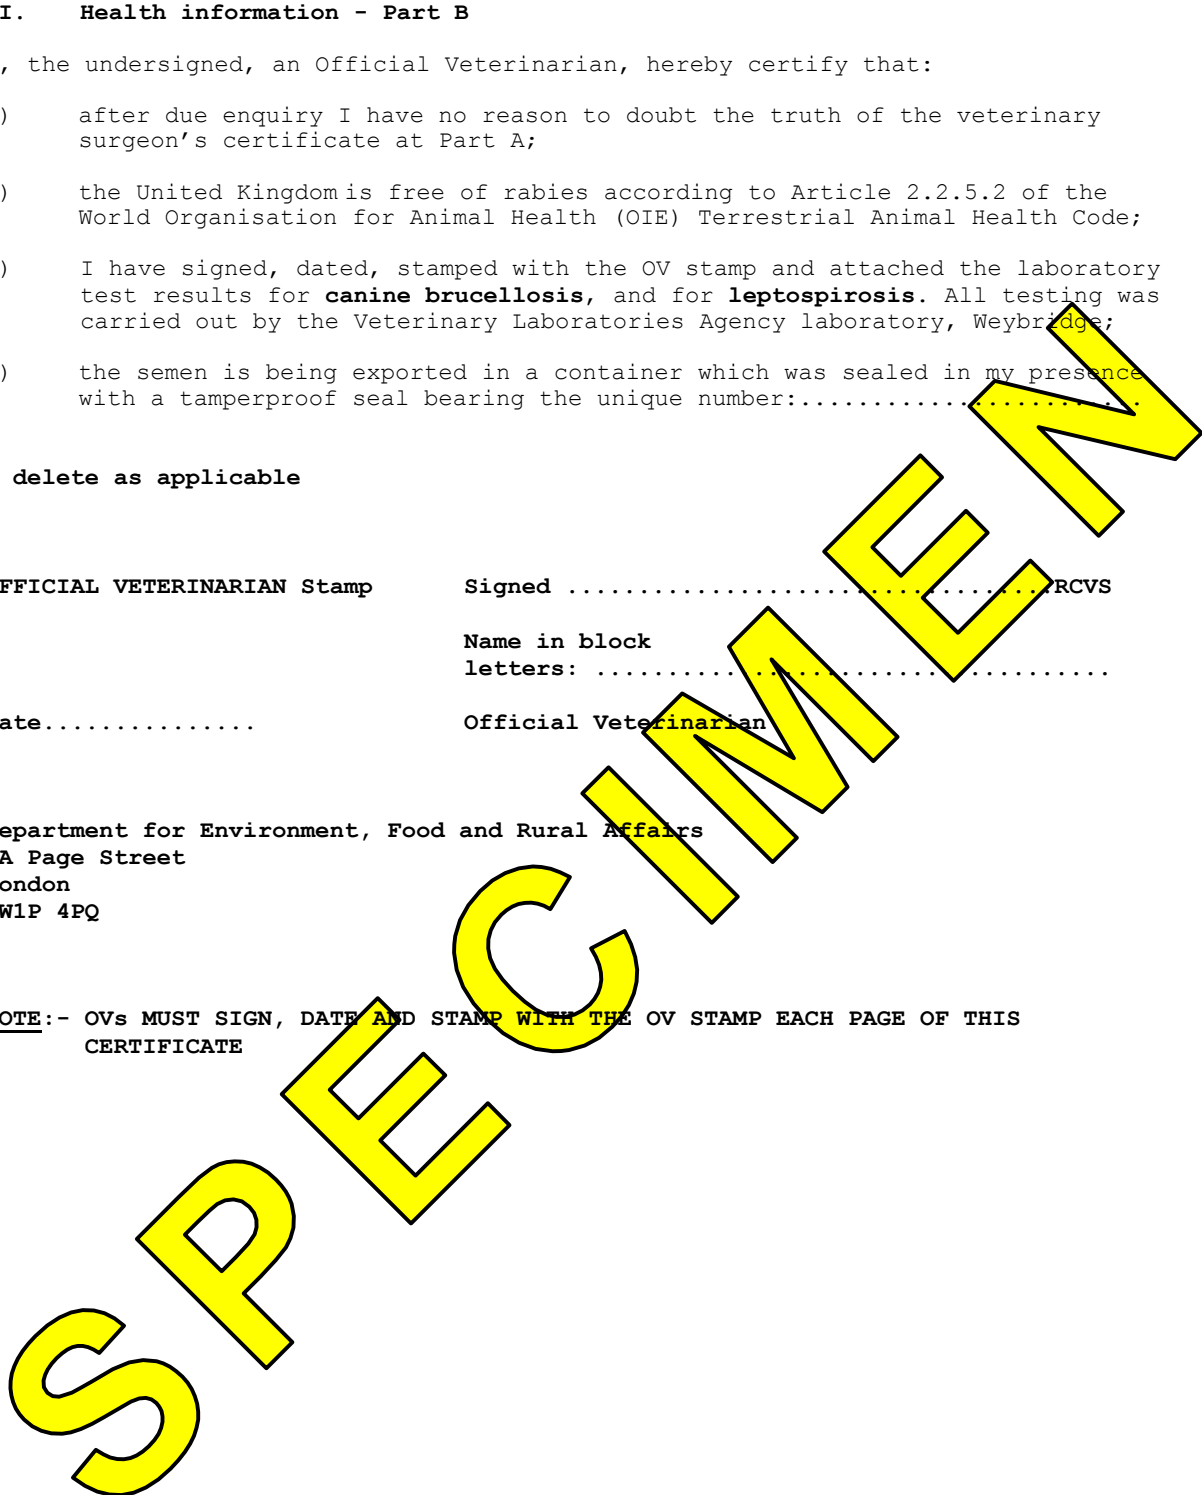 I. Health information - Part B
, the undersigned, an Official Veterinarian, hereby certify that:
) after due enquiry I have no reason to doubt the truth of the veterinary
surgeon's certificate at Part A;
) the United Kingdom is free of rabies according to Article 2.2.5.2 of the
World Organisation for Animal Health (OIE) Terrestrial Animal Health Code;
) I have signed, dated, stamped with the OV stamp and attached the laboratory
test results for canine brucellosis, and for leptospirosis. All testing was
carried out by the Veterinary Laboratories Agency laboratory, Weybridge;
) the semen is being exported in a container which was sealed in my presence
with a tamperproof seal bearing the unique number:........................
delete as applicable
FFICIAL VETERINARIAN Stamp Signed ..................................RCVS
Name in block
letters: ....................................
ate............... Official Veterinarian
epartment for Environment, Food and Rural Affairs
A Page Street
ondon
W1P 4PQ
OTE:- OVs MUST SIGN, DATE AND STAMP WITH THE OV STAMP EACH PAGE OF THIS
CERTIFICATE
SPECIMEN